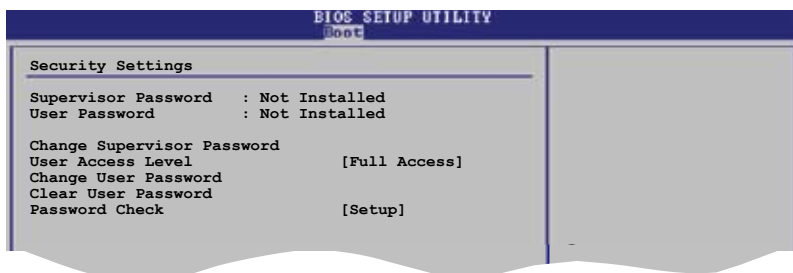 BIOS SETUP UTILITY
Boot
Security Settings
Supervisor Password : Not Installed
User Password : Not Installed
Change Supervisor Password
User Access Level [Full Access]
Change User Password
Clear User Password
Password Check [Setup]